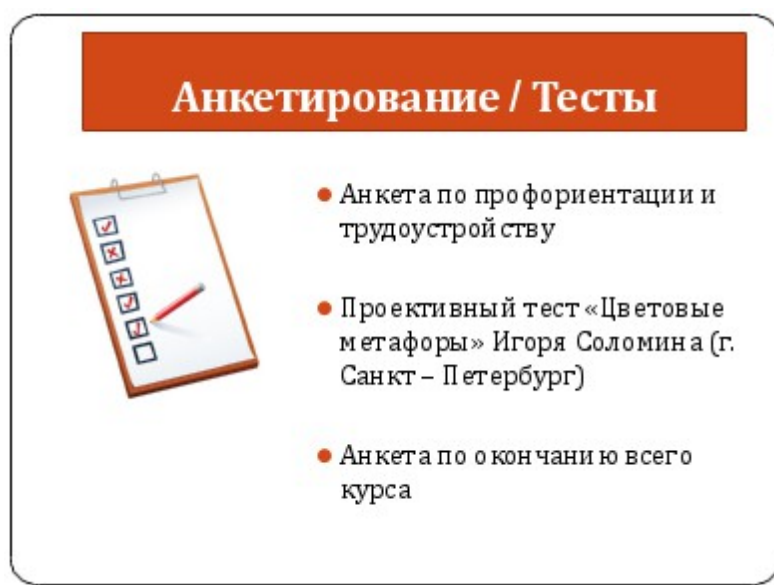 Анкетирование / Тесты
Анкета по профориентации и
трудоустройству
Проективный тест «Цветовые
метафоры» Игоря Соломина (г.
Санкт – Петербург)
Анкета по окончанию всего
курса